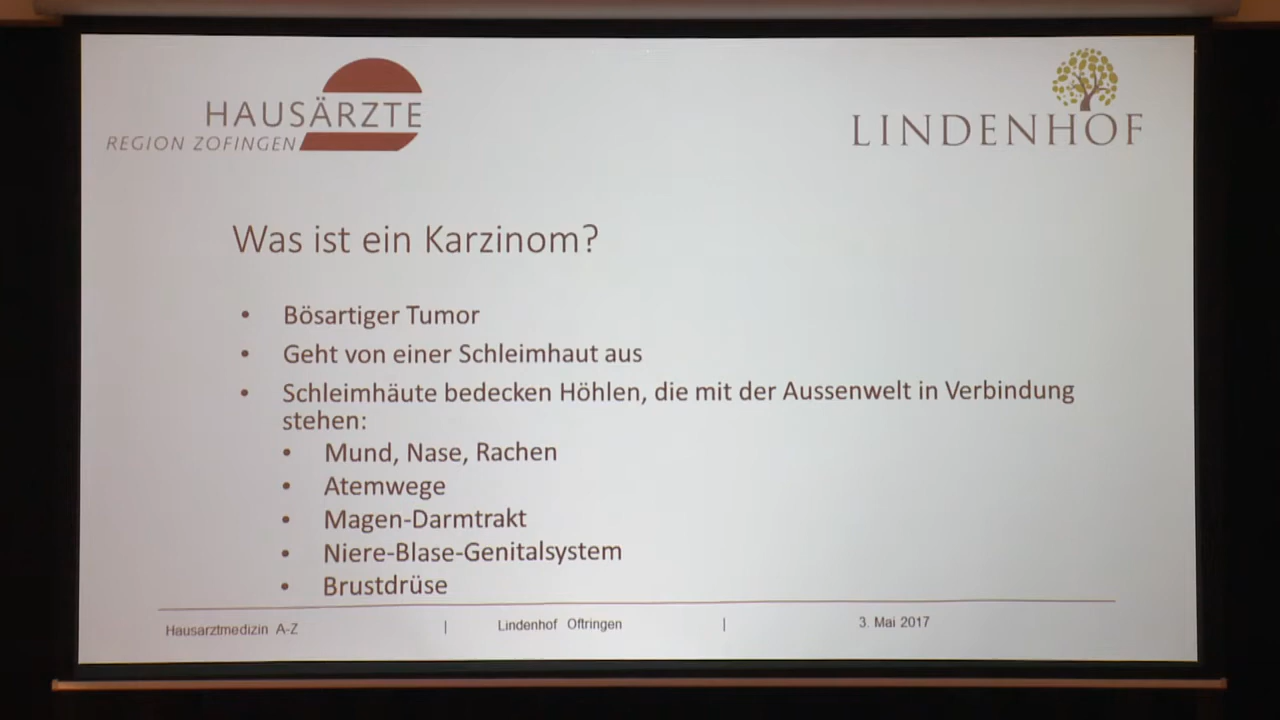 HAUSÄRZTE
REGION ZOFINGEN
LINDENHOF
Was ist ein Karzinom?
• Bösartiger Tumor
• Geht von einer Schleimhaut aus
• Schleimhäute bedecken Höhlen, die mit der Aussenwelt in Verbindung
stehen:
• Mund, Nase, Rachen
• Atemwege
• Magen-Darmtrakt
• Niere-Blase-Genitalsystem
• Brustdrüse
Hausarztmedizin A-Z | Lindenhof Oftringen | 3. Mai 2017